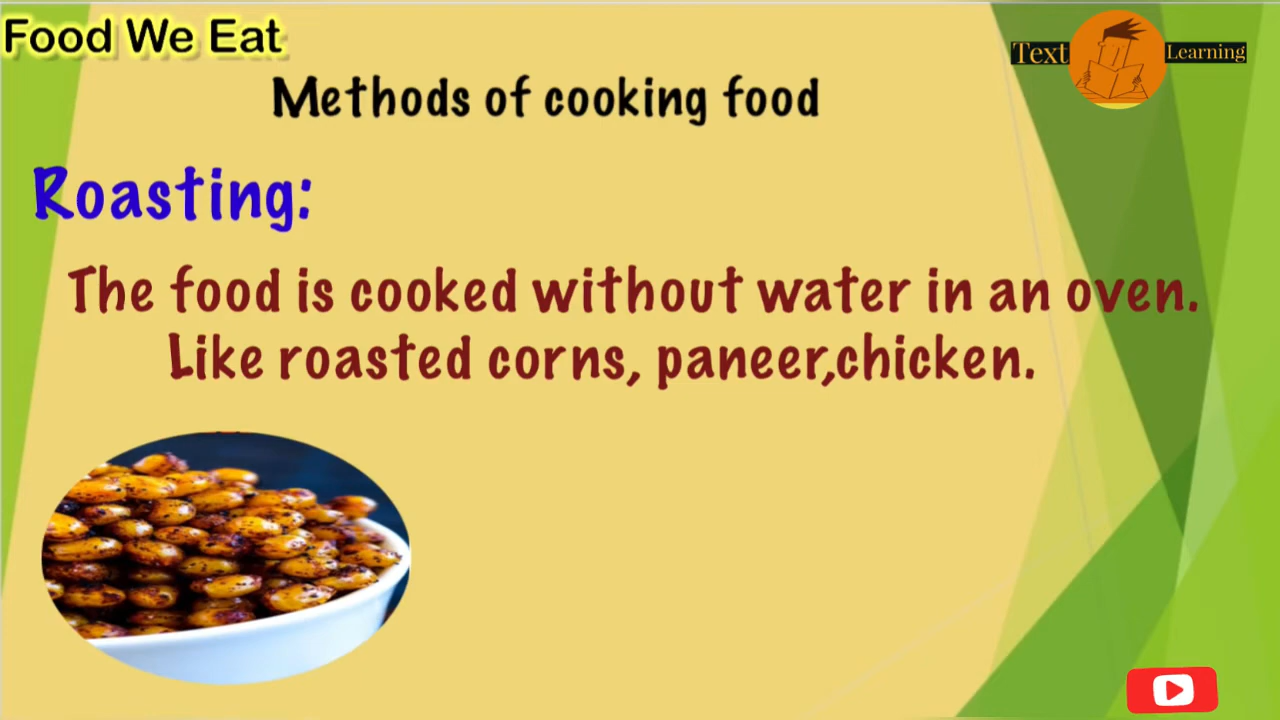 Food We Eat
Text Learning
Methods of cooking food
Roasting:
The food is cooked without water in an oven.
Like roasted corns, paneer,chicken.